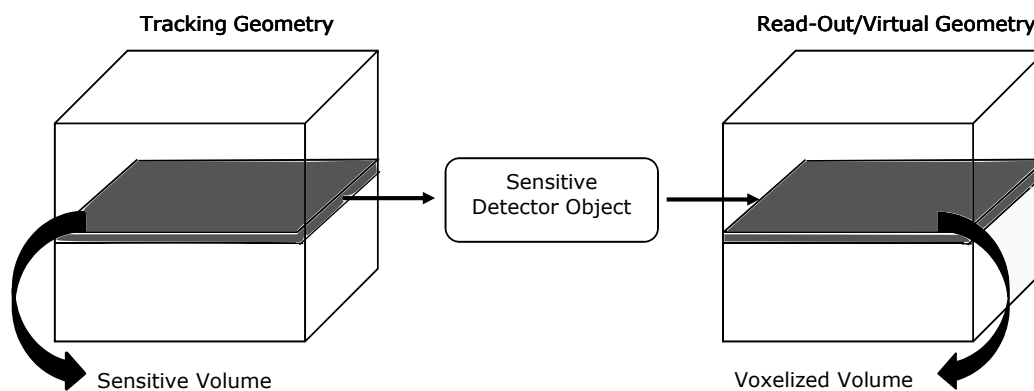 Tracking Geometry
Read-Out/Virtual Geometry
Sensitive
Detector Object
Sensitive Volume
Voxelized Volume